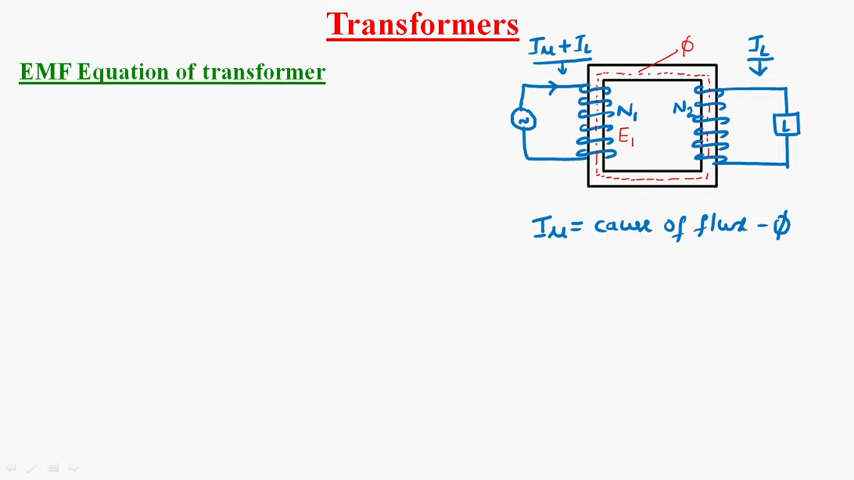 Transformers
EMF Equation of transformer
Iμ + IL
ϕ
IL
N1
N2
E1
~
L
Iμ = cause of flux - ϕ